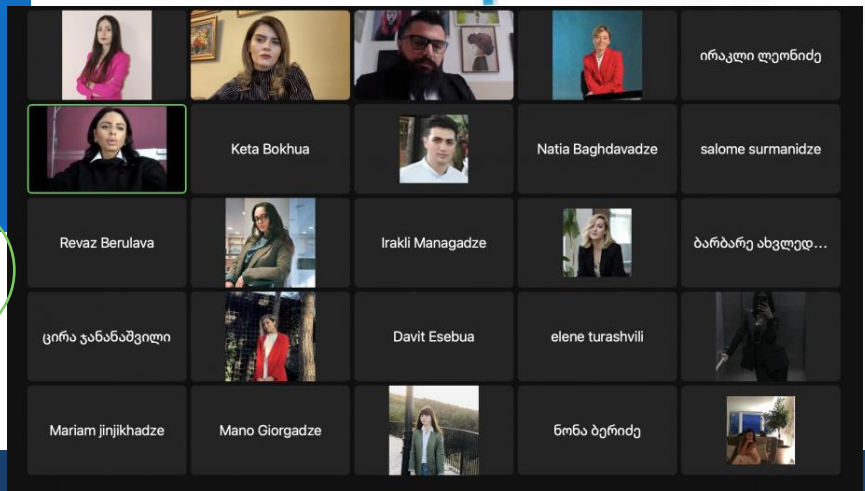 ირაკლი ლეონიძე
Keta Bokhua
Natia Baghdavadze
salome surmanidze
Revaz Berulava
Irakli Managadze
ბარბარე ახვლედ...
ცირა ჯანანაშვილი
Davit Esebua
elene turashvili
Mariam jinjikhadze
Mano Giorgadze
ნონა ბერიძე